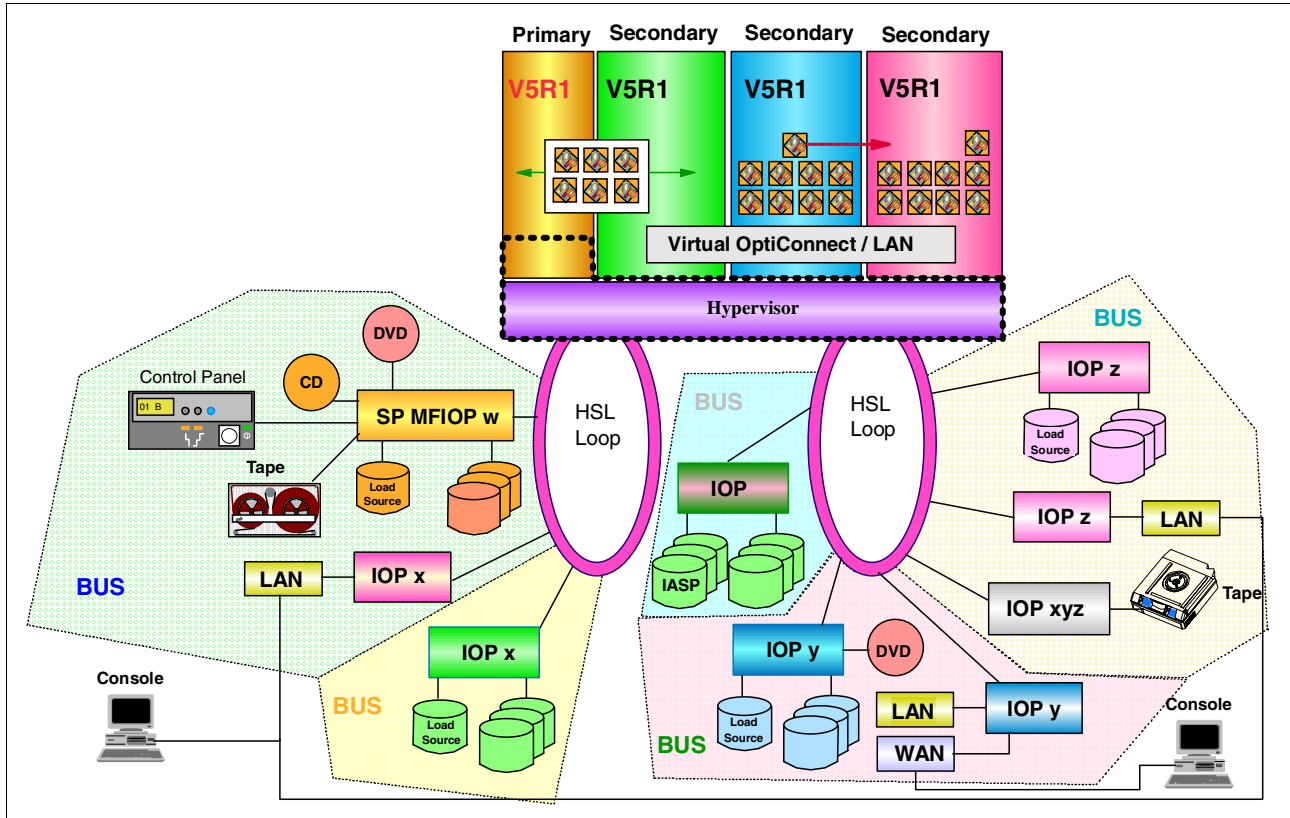 Primary
Secondary
Secondary
Secondary
V5R1
V5R1
V5R1
V5R1
Virtual OptiConnect / LAN
Hypervisor
BUS
DVD
Control Panel
CD
01 B
SP MFIOP w
HSL
Loop
Tape
Load
Source
LAN
IOP x
BUS
IOP x
BUS
Load
Source
Console
BUS
IOP
IASP
HSL
Loop
IOP z
Load
Source
IOP z
LAN
IOP xyz
Tape
IOP y
DVD
Load
Source
LAN
IOP y
WAN
BUS
Console